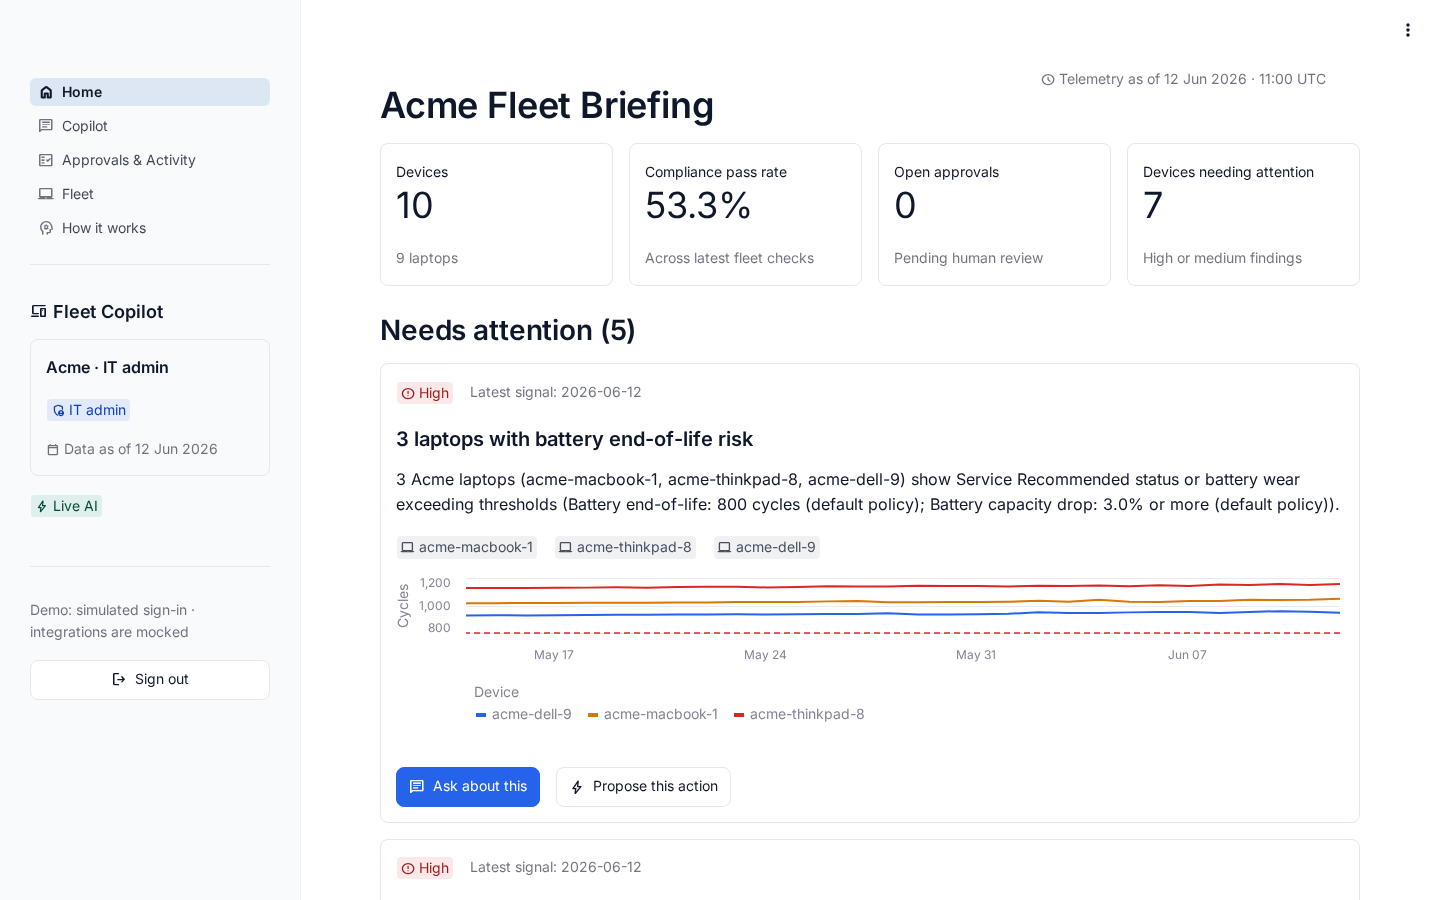 Home
Copilot
Approvals & Activity
Fleet
How it works
Fleet Copilot
Acme · IT admin
IT admin
Data as of 12 Jun 2026
Live AI
Demo: simulated sign-in ·
integrations are mocked
Sign out
Telemetry as of 12 Jun 2026 · 11:00 UTC
Acme Fleet Briefing
Devices
10
9 laptops
Compliance pass rate
53.3%
Across latest fleet checks
Open approvals
0
Pending human review
Devices needing attention
7
High or medium findings
Needs attention (5)
High Latest signal: 2026-06-12
3 laptops with battery end-of-life risk
3 Acme laptops (acme-macbook-1, acme-thinkpad-8, acme-dell-9) show Service Recommended status or battery wear
exceeding thresholds (Battery end-of-life: 800 cycles (default policy); Battery capacity drop: 3.0% or more (default policy)).
acme-macbook-1 acme-thinkpad-8 acme-dell-9
Cycles
1,200
1,000
800
May 17 May 24 May 31 Jun 07
Device
acme-dell-9 acme-macbook-1 acme-thinkpad-8
Ask about this Propose this action
High Latest signal: 2026-06-12